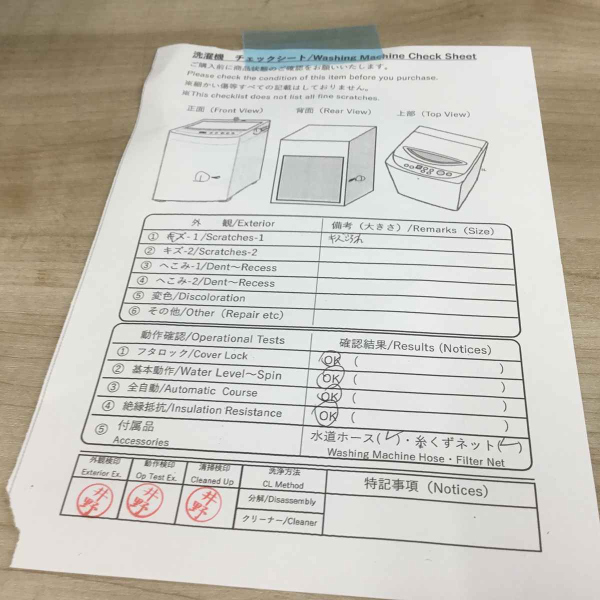 洗濯機 チェックシート/Washing Machine Check Sheet
ご購入前に商品状態のご確認をお願いいたします。
Please check the condition of this item before you purchase.
※細かい傷等すべての記載はしておりません。
※This checklist does not list all fine scratches.
正面 (Front View) 背面 (Rear View) 上部 (Top View)
外 観/Exterior 備考 (大きさ) /Remarks (Size)
① キズ-1/Scratches-1
② キズ-2/Scratches-2
③ へこみ-1/Dent～Recess
④ へこみ-2/Dent～Recess
⑤ 変色/Discoloration
⑥ その他/Other (Repair etc)
動作確認/Operational Tests 確認結果/Results (Notices)
① フタロック/Cover Lock OK ( )
② 基本動作/Water Level～Spin OK ( )
③ 全自動/Automatic Course OK ( )
④ 絶縁抵抗/Insulation Resistance OK ( )
⑤ 付属品 水道ホース(✓)・糸くずネット(✓)
Accessories Washing Machine Hose・Filter Net
外観検印 動作検印 清掃検印 洗浄方法 特記事項 (Notices)
Exterior Ex. Op Test Ex. Cleaned Up CL Method
井野 井野 井野 分解/Disassembly
クリーナー/Cleaner